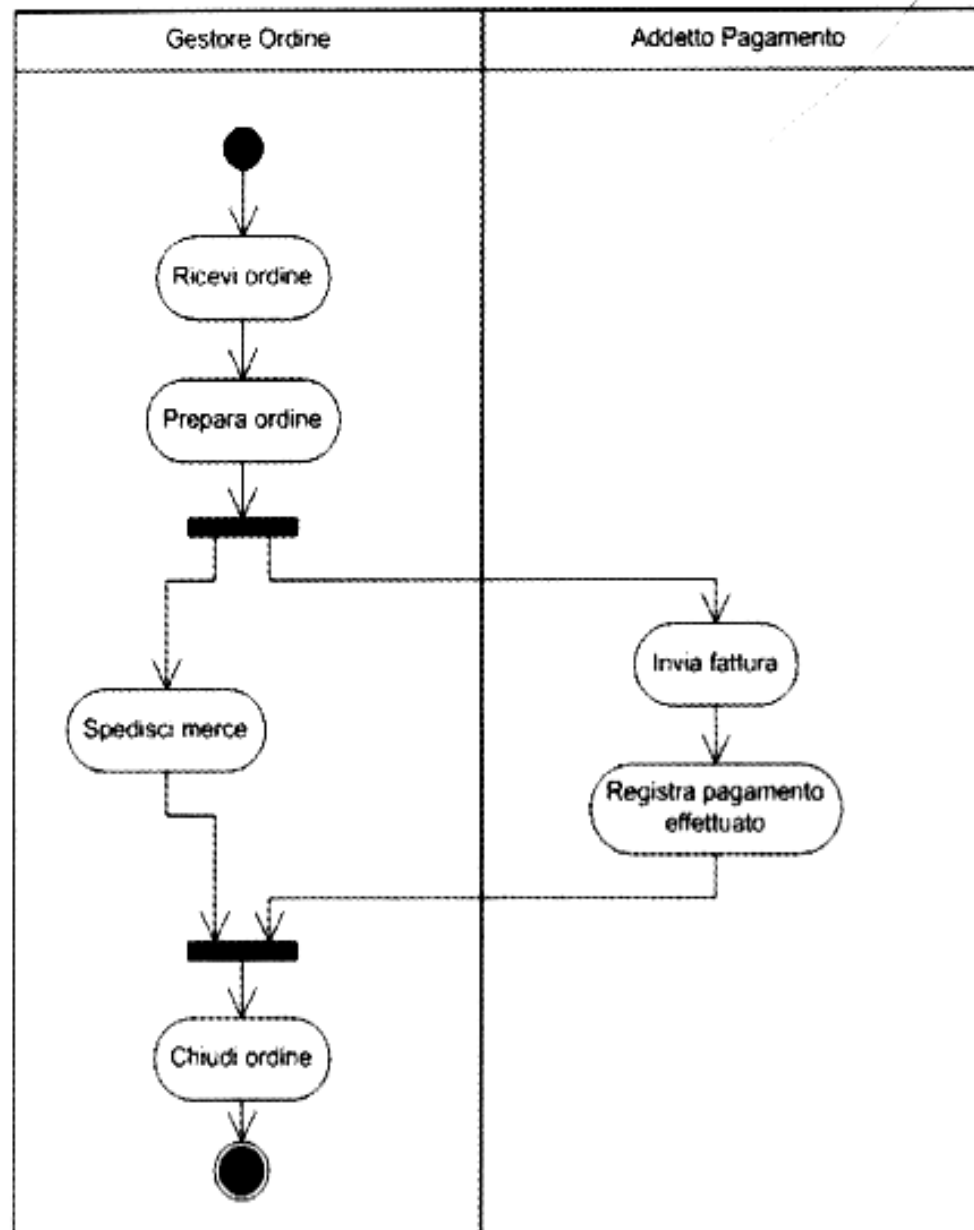 Gestore Ordine
Addetto Pagamento
Ricevi ordine
Prepara ordine
Invia fattura
Spedisci merce
Registra pagamento
effettuato
Chiudi ordine